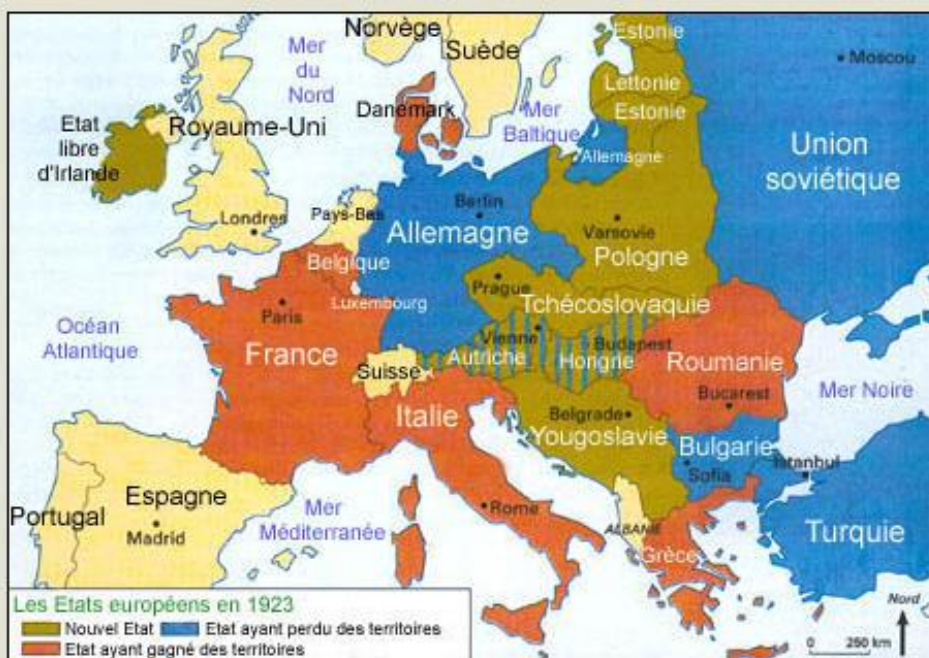 Norvège
Suède
Estonie
Moscou
Mer
du
Nord
Lettonie
Estonie
Danemark
Mer
Baltique
Etat
libre
d'Irlande
Royaume-Uni
Allemagne
Union
soviétique
Londres
Pays-Bas
Berlin
Allemagne
Varsovie
Pologne
Belgique
Prague
Luxembourg
Tchécoslovaquie
Paris
Océan
Atlantique
France
Vienne
Budapest
Suisse
Autriche
Hongrie
Roumanie
Bucarest
Mer Noire
Italie
Belgrade
Yougoslavie
Bulgarie
Sofia
Istanbul
Portugal
Espagne
Madrid
Mer
Méditerranée
Rome
ALBANIE
Grèce
Turquie
Les Etats européens en 1923
Nouvel Etat
Etat ayant perdu des territoires
Etat ayant gagné des territoires
Nord
0 250 km